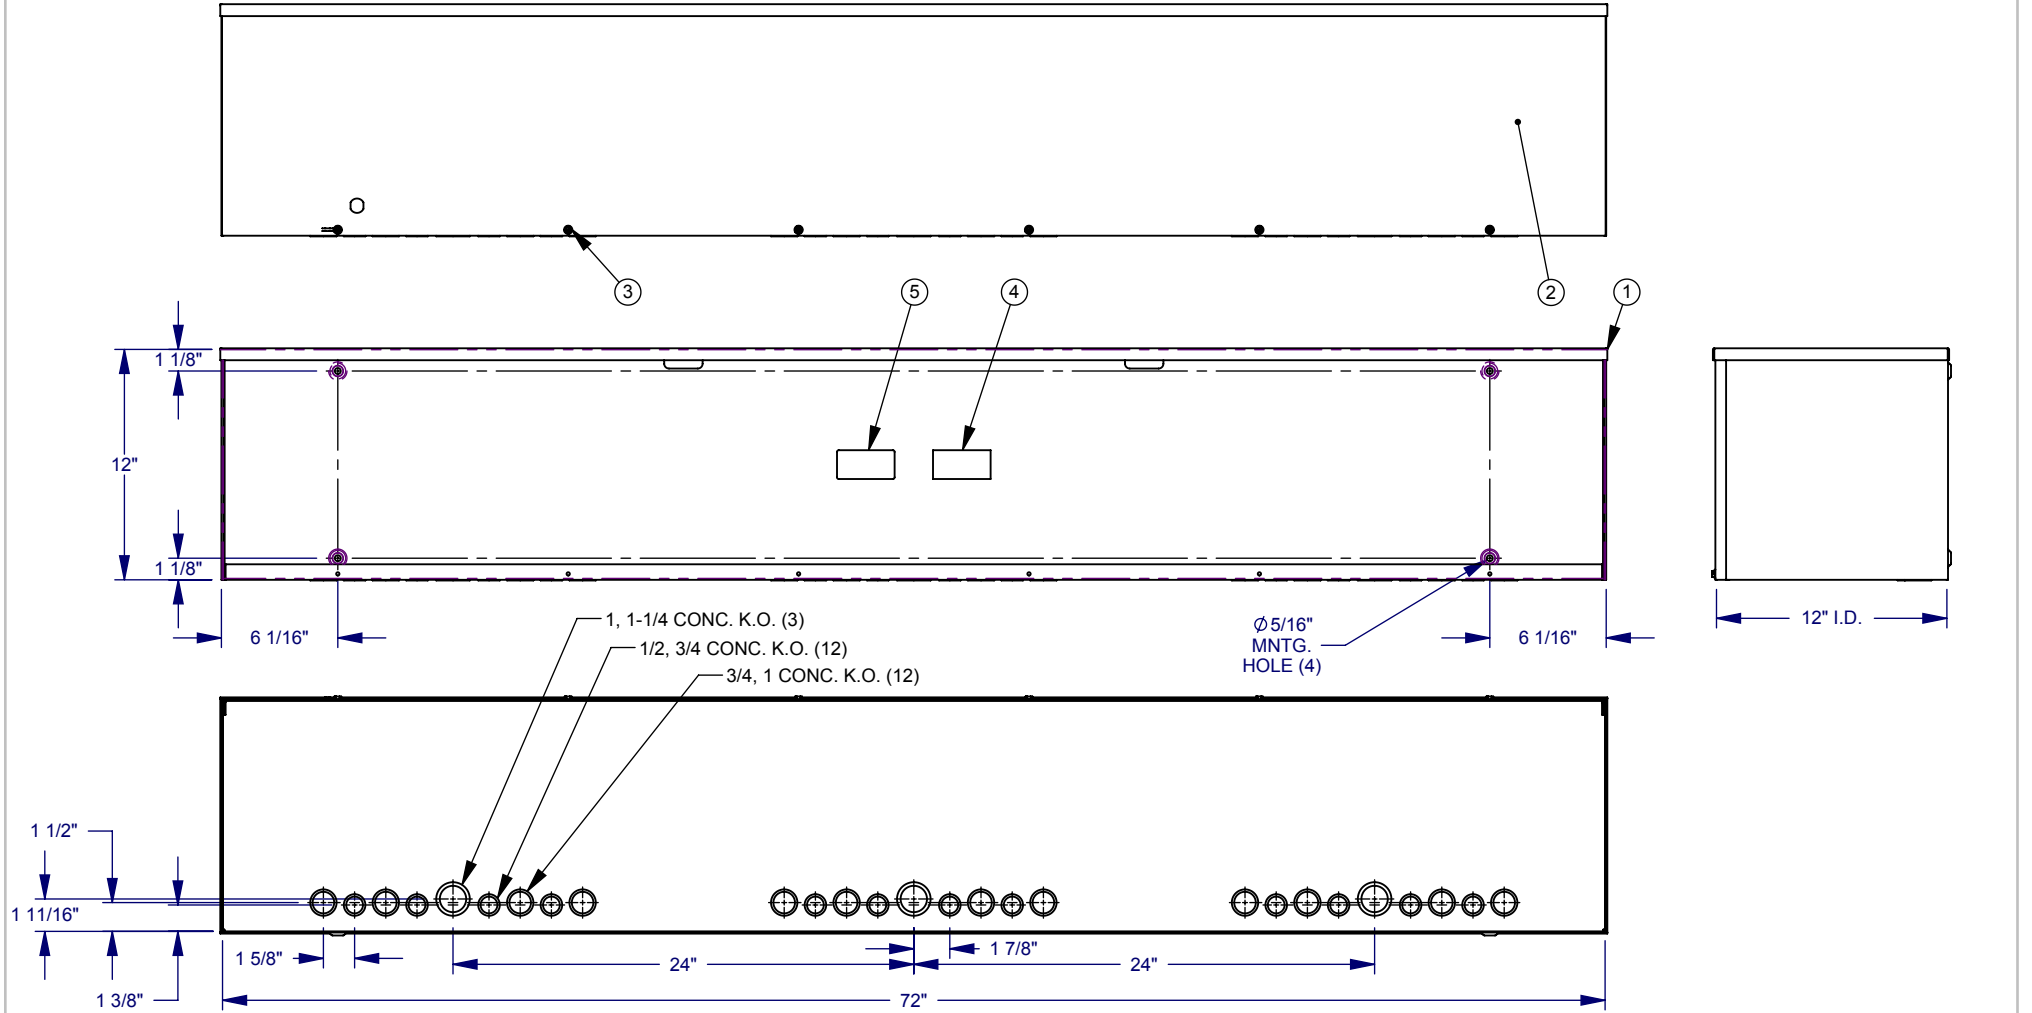 3
5
4
2
1
1 1/8"
12"
1 1/8"
6 1/16"
Ø 5/16"
MNTG.
HOLE (4)
6 1/16"
12" I.D.
1, 1-1/4 CONC. K.O. (3)
1/2, 3/4 CONC. K.O. (12)
3/4, 1 CONC. K.O. (12)
1 1/2"
1 11/16"
1 5/8"
1 3/8"
24"
1 7/8"
24"
72"